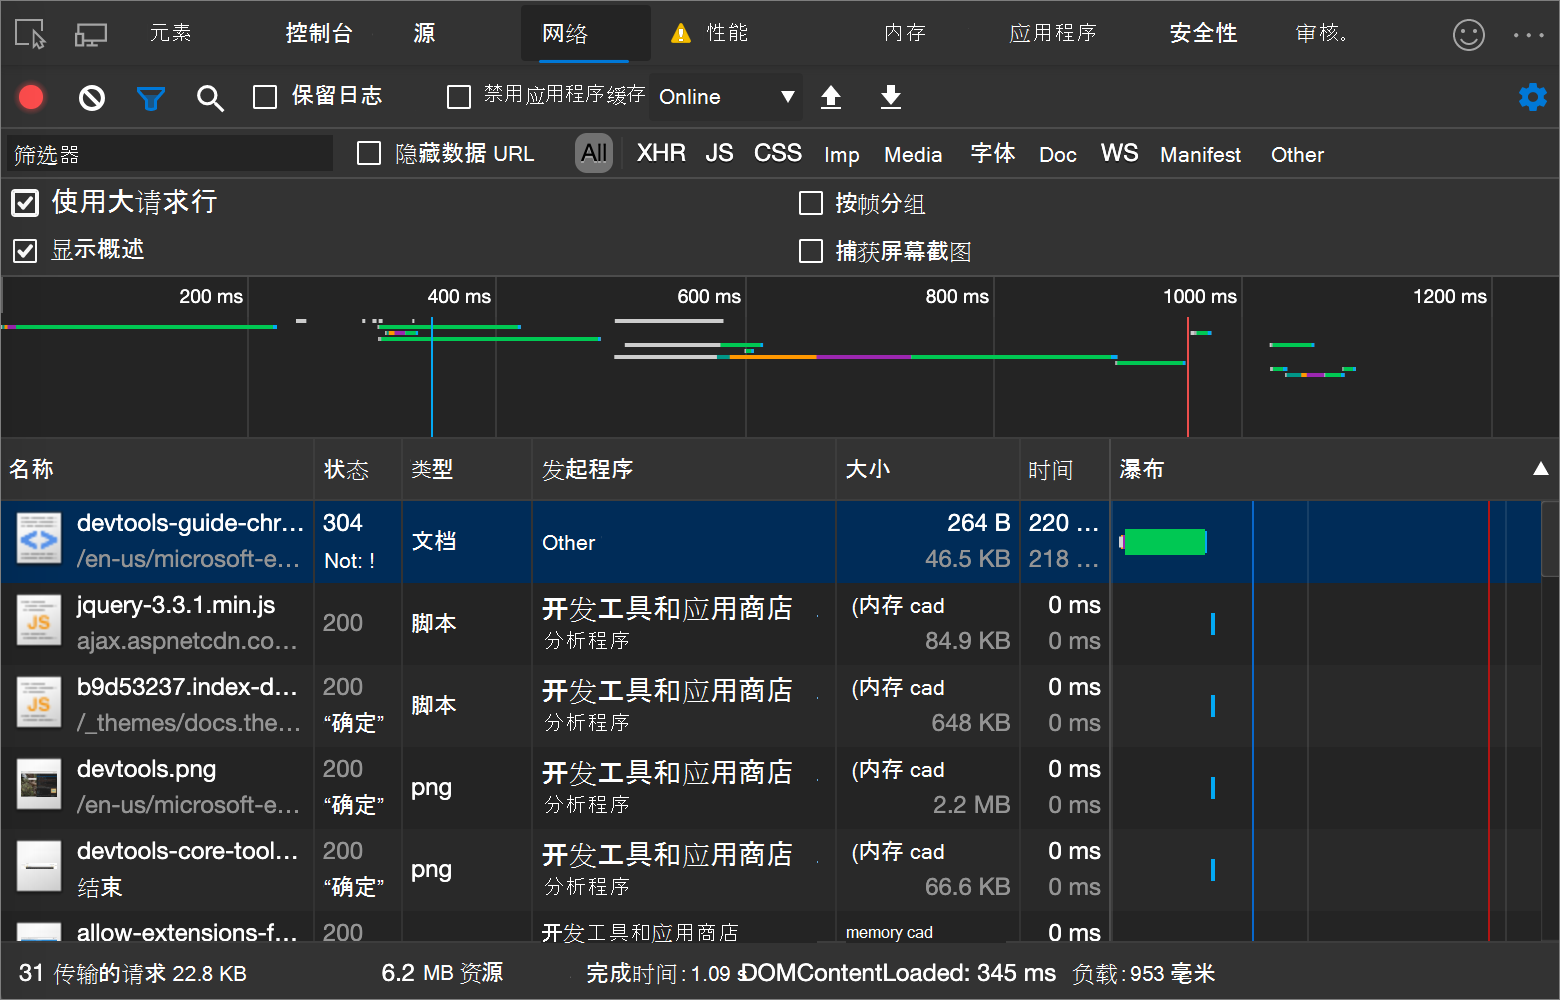 元素 控制台 源 网络 性能 内存 应用程序 安全性 审核。
保留日志 禁用应用程序缓存 Online
筛选器 隐藏数据 URL All XHR JS CSS Imp Media 字体 Doc WS Manifest Other
使用大请求行 按帧分组
显示概述 捕获屏幕截图
200 ms 400 ms 600 ms 800 ms 1000 ms 1200 ms
名称 状态 类型 发起程序 大小 时间 瀑布
devtools-guide-chr... 304 文档 Other 264 B 220 ...
/en-us/microsoft-e... Not: ! 46.5 KB 218 ...
jquery-3.3.1.min.js 200 脚本 开发工具和应用商店 . (内存 cad 0 ms
ajax.aspnetcdn.co... 分析程序 84.9 KB 0 ms
b9d53237.index-d... 200 脚本 开发工具和应用商店 . (内存 cad 0 ms
/_themes/docs.the... “确定” 分析程序 648 KB 0 ms
devtools.png 200 png 开发工具和应用商店 . (内存 cad 0 ms
/en-us/microsoft-e... “确定” 分析程序 2.2 MB 0 ms
devtools-core-tool... 200 png 开发工具和应用商店 . (内存 cad 0 ms
结束 “确定” 分析程序 66.6 KB 0 ms
allow-extensions-f... 200 开发工具和应用商店 memory cad 0 ms
31 传输的请求 22.8 KB 6.2 MB 资源 完成时间: 1.09 s DOMContentLoaded: 345 ms 负载: 953 毫米